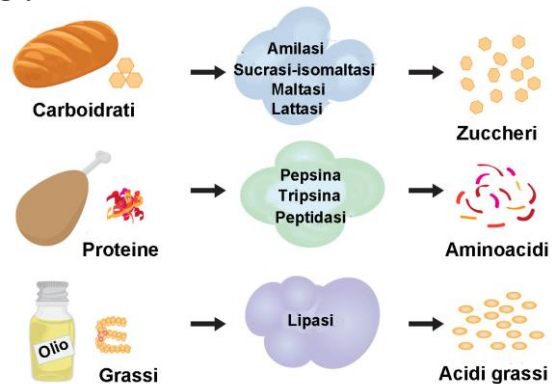 Amilasi
Sucrasi-isomaltasi
Maltasi
Lattasi
Carboidrati
Zuccheri
Pepsina
Tripsina
Peptidasi
Proteine
Aminoacidi
Lipasi
Olio
Grassi
Acidi grassi